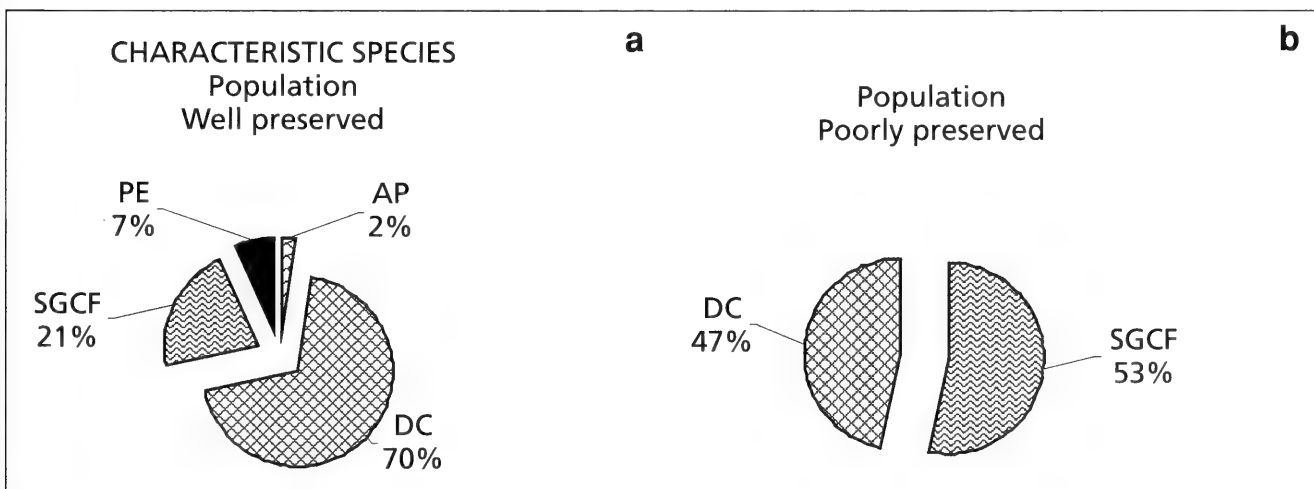 a
CHARACTERISTIC SPECIES
Population
Well preserved
PE
7%
AP
2%
SGCF
21%
DC
70%
b
Population
Poorly preserved
DC
47%
SGCF
53%